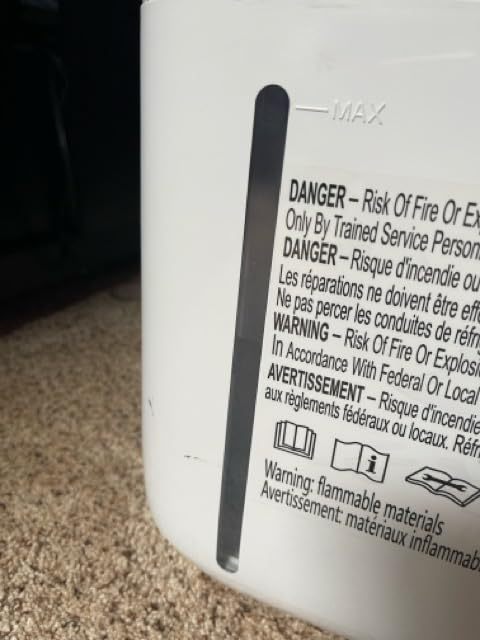 MAX
DANGER – Risk Of Fire Or
Only By Trained Service
DANGER – Risque d'incendie ou
Les réparations ne doivent être
Ne pas percer les conduites de
WARNING – Risk Of Fire Or
In Accordance With Federal Or Local
AVERTISSEMENT – Risque d'incendie
aux règlements fédéraux ou locaux.
i
Warning: flammable materials
Avertissement: matériaux